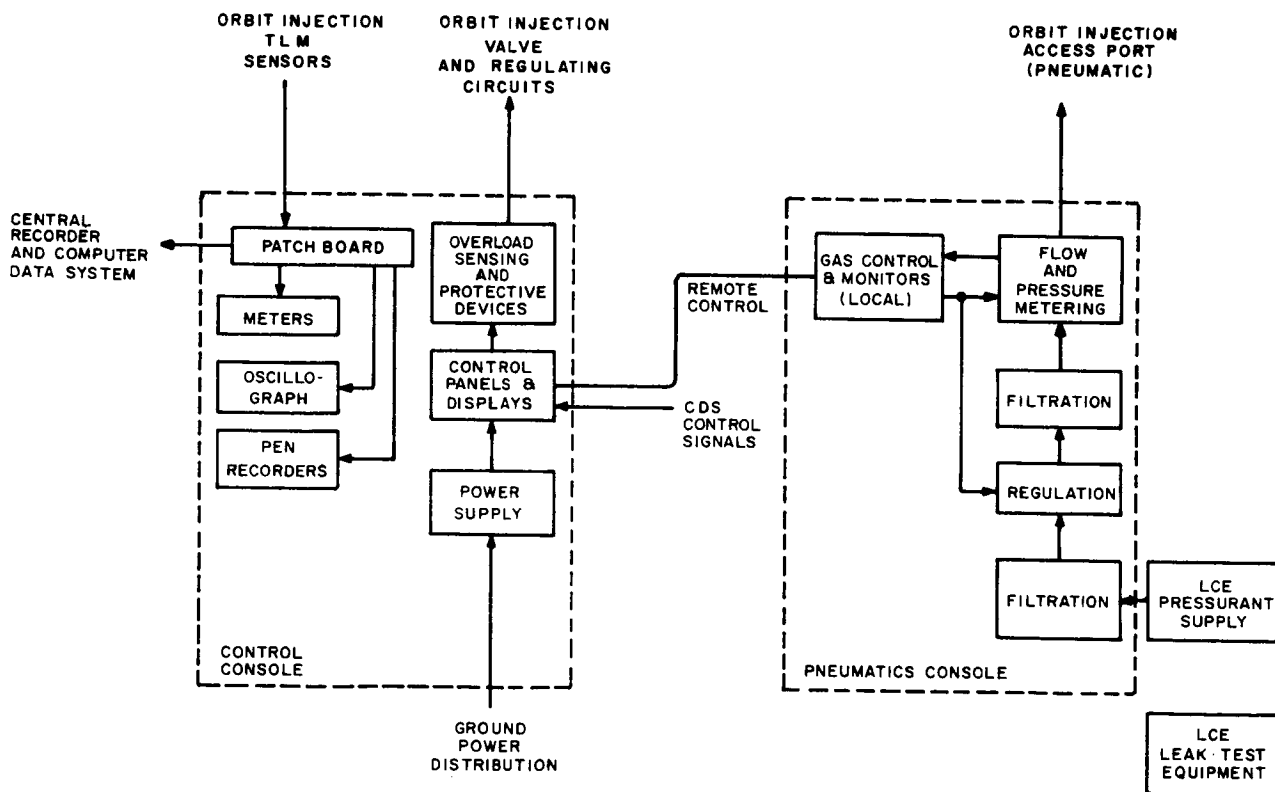 ORBIT INJECTION
TLM
SENSORS
ORBIT INJECTION
VALVE
AND REGULATING
CIRCUITS
ORBIT INJECTION
ACCESS PORT
(PNEUMATIC)
CENTRAL
RECORDER
AND COMPUTER
DATA SYSTEM
PATCH BOARD
METERS
OSCILLO-
GRAPH
PEN
RECORDERS
OVERLOAD
SENSING
AND
PROTECTIVE
DEVICES
CONTROL
PANELS &
DISPLAYS
POWER
SUPPLY
CONTROL
CONSOLE
GROUND
POWER
DISTRIBUTION
REMOTE
CONTROL
CDS
CONTROL
SIGNALS
GAS CONTROL
& MONITORS
(LOCAL)
FLOW
AND
PRESSURE
METERING
FILTRATION
REGULATION
FILTRATION
PNEUMATICS CONSOLE
LCE
PRESSURANT
SUPPLY
LCE
LEAK-TEST
EQUIPMENT